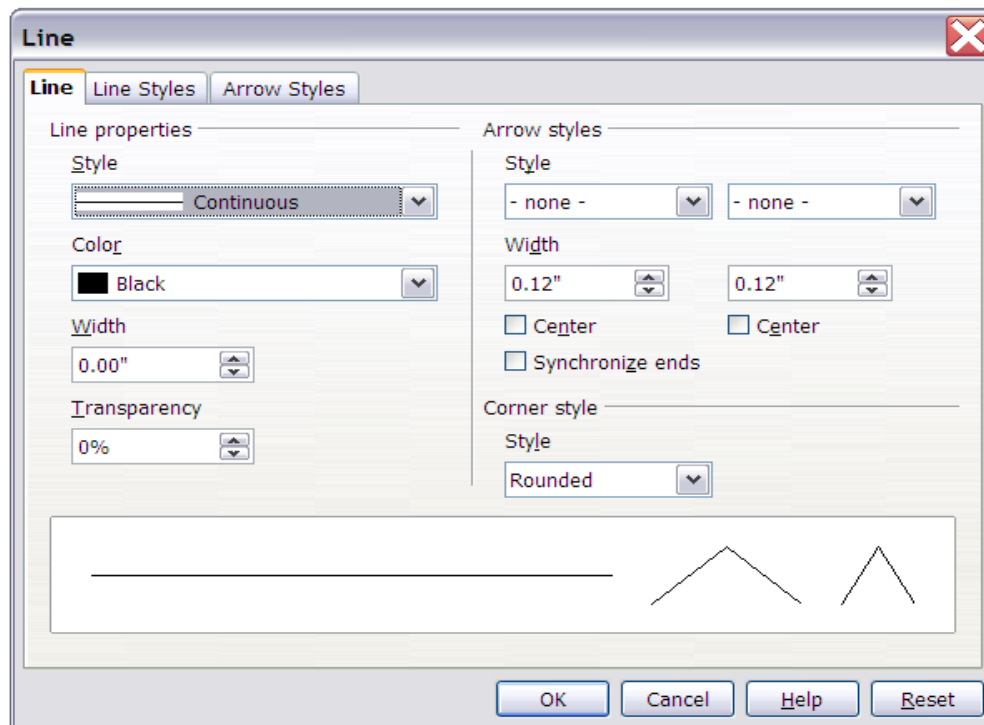 Line
Line Line Styles Arrow Styles
Line properties
Style
Continuous
Color
Black
Width
0.00"
Transparency
0%
Arrow styles
Style
- none - - none -
Width
0.12" 0.12"
Center Center
Synchronize ends
Corner style
Style
Rounded
OK Cancel Help Reset